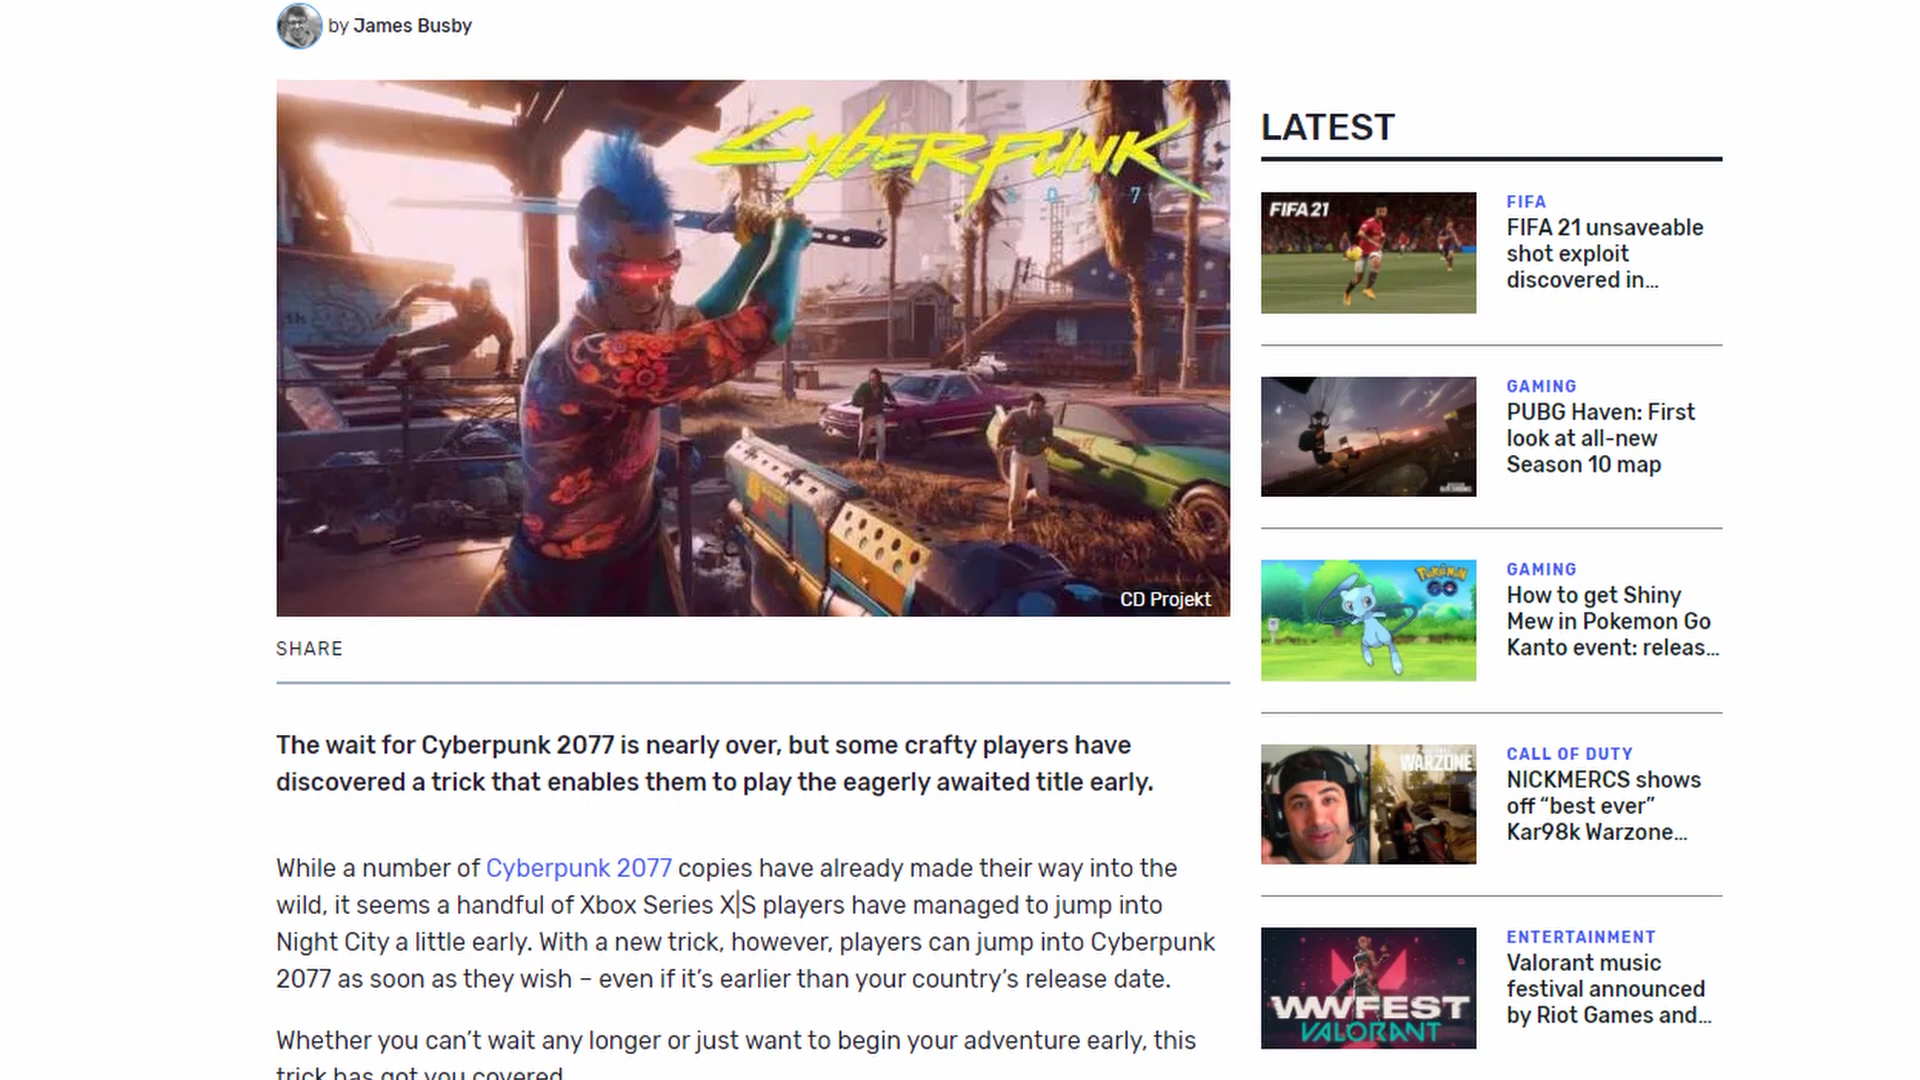 by James Busby
CYBERPUNK
2077
CD Projekt
SHARE
The wait for Cyberpunk 2077 is nearly over, but some crafty players have
discovered a trick that enables them to play the eagerly awaited title early.
While a number of Cyberpunk 2077 copies have already made their way into the
wild, it seems a handful of Xbox Series X|S players have managed to jump into
Night City a little early. With a new trick, however, players can jump into Cyberpunk
2077 as soon as they wish – even if it’s earlier than your country’s release date.
Whether you can’t wait any longer or just want to begin your adventure early, this
trick has got you covered.
LATEST
FIFA 21
FIFA
FIFA 21 unsaveable
shot exploit
discovered in...
GAMING
PUBG Haven: First
look at all-new
Season 10 map
POKÉMON
GO
GAMING
How to get Shiny
Mew in Pokemon Go
Kanto event: releas...
WARZONE
CALL OF DUTY
NICKMERCS shows
off “best ever”
Kar98k Warzone...
WWFEST
VALORANT
ENTERTAINMENT
Valorant music
festival announced
by Riot Games and...